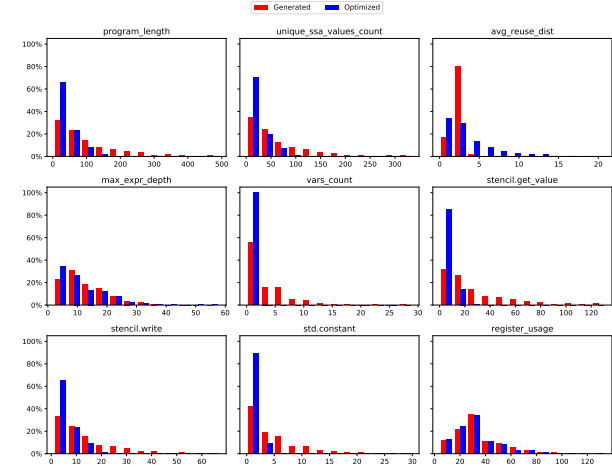 Generated Optimized
program_length unique_ssa_values_count avg_reuse_dist
100% 80% 60% 40% 20% 0%
0 100 200 300 400 500 0 50 100 150 200 250 300 0 5 10 15 20
max_expr_depth vars_count stencil.get_value
100% 80% 60% 40% 20% 0%
0 10 20 30 40 50 60 0 5 10 15 20 25 30 0 20 40 60 80 100 120
stencil.write std.constant register_usage
100% 80% 60% 40% 20% 0%
0 10 20 30 40 50 60 0 5 10 15 20 25 30 0 20 40 60 80 100 120